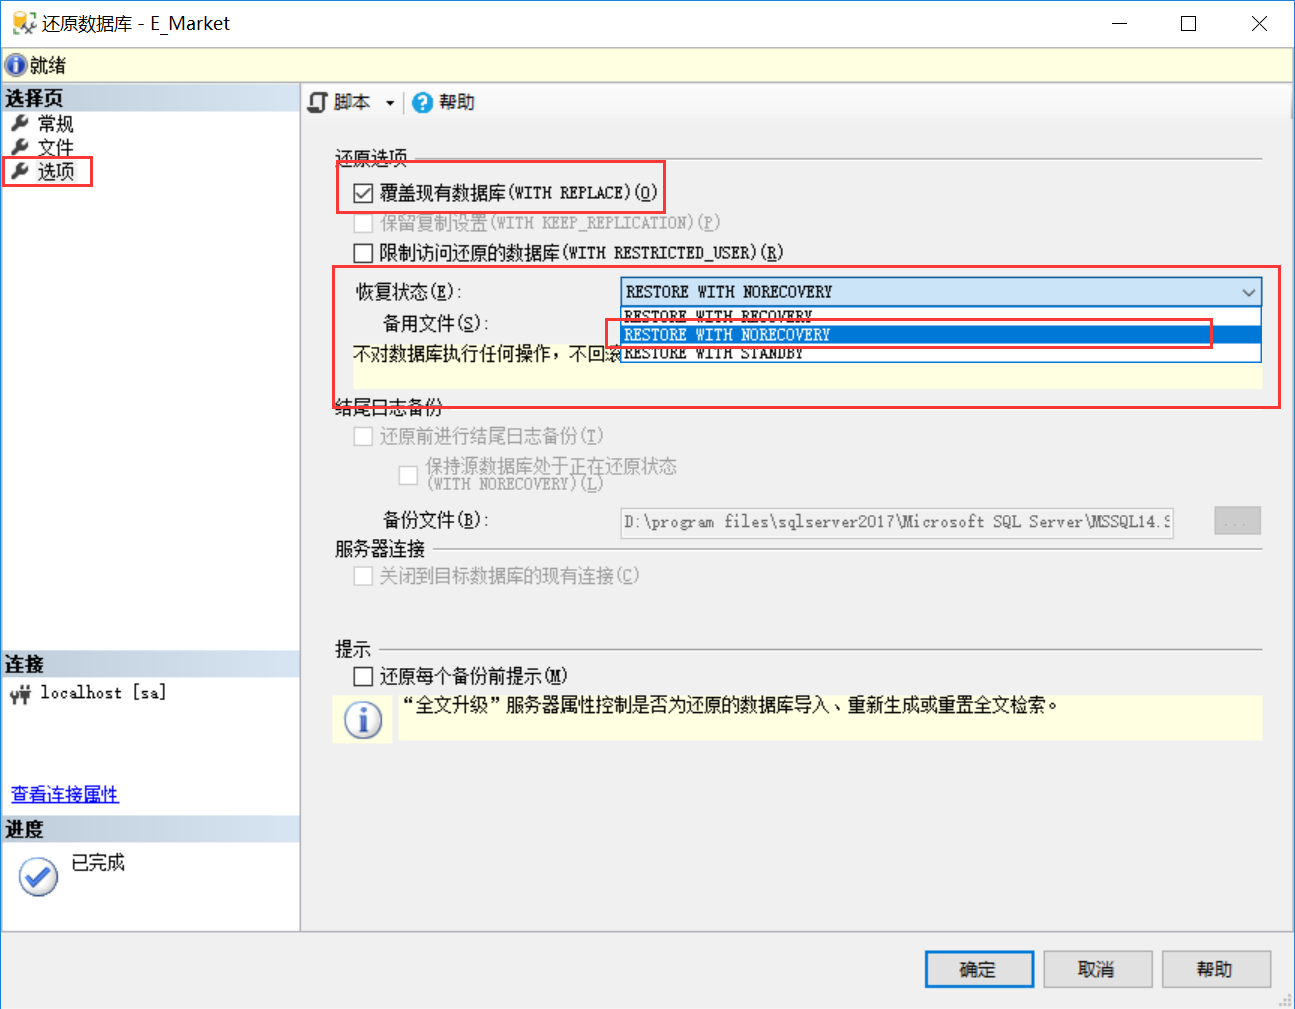 还原数据库 - E_Market
就绪
选择页
常规
文件
选项
脚本
帮助
还原选项
覆盖现有数据库(WITH REPLACE)(O)
保留复制设置(WITH KEEP_REPLICATION)(P)
限制访问还原的数据库(WITH RESTRICTED_USER)(R)
恢复状态(E):
RESTORE WITH NORECOVERY
RESTORE WITH RECOVERY
备用文件(S):
RESTORE WITH NORECOVERY
不对数据库执行任何操作，不回滚
RESTORE WITH STANDBY
结尾日志备份
还原前进行结尾日志备份(T)
保持源数据库处于正在还原状态
(WITH NORECOVERY)(L)
备份文件(B):
D:\program files\sqlserver2017\Microsoft SQL Server\MSSQL14.S
...
服务器连接
关闭到目标数据库的现有连接(C)
提示
还原每个备份前提示(M)
“全文升级”服务器属性控制是否为还原的数据库导入、重新生成或重置全文检索。
连接
localhost [sa]
查看连接属性
进度
已完成
确定
取消
帮助